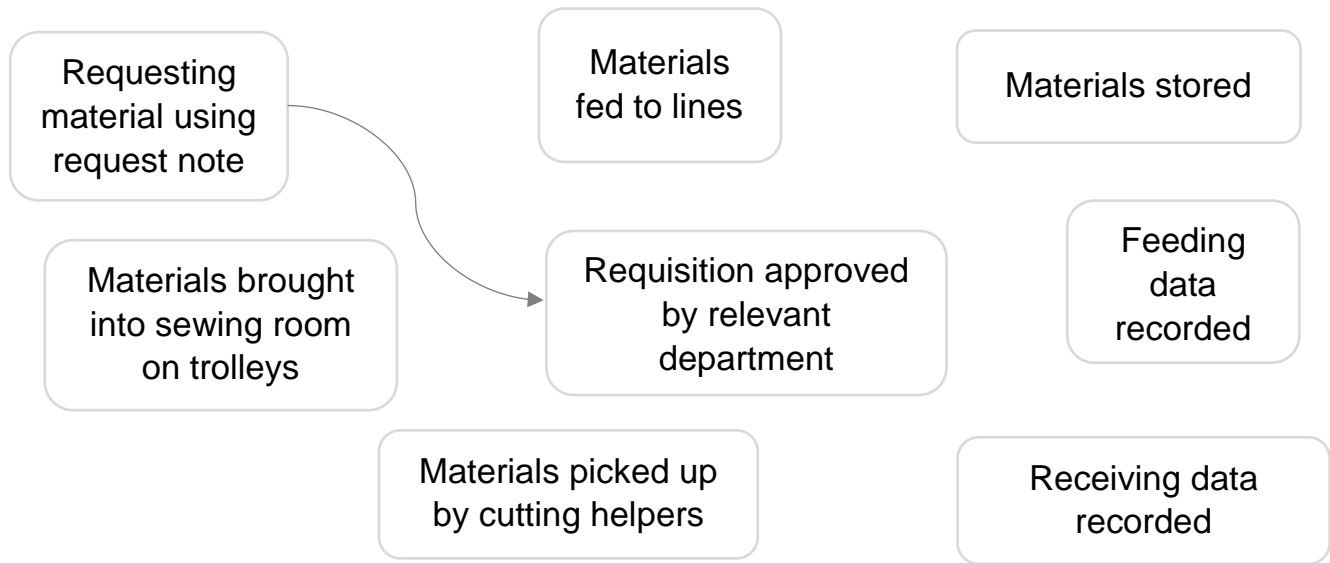 Requesting
material using
request note
Materials
fed to lines
Materials stored
Materials brought
into sewing room
on trolleys
Requisition approved
by relevant
department
Feeding
data
recorded
Materials picked up
by cutting helpers
Receiving data
recorded